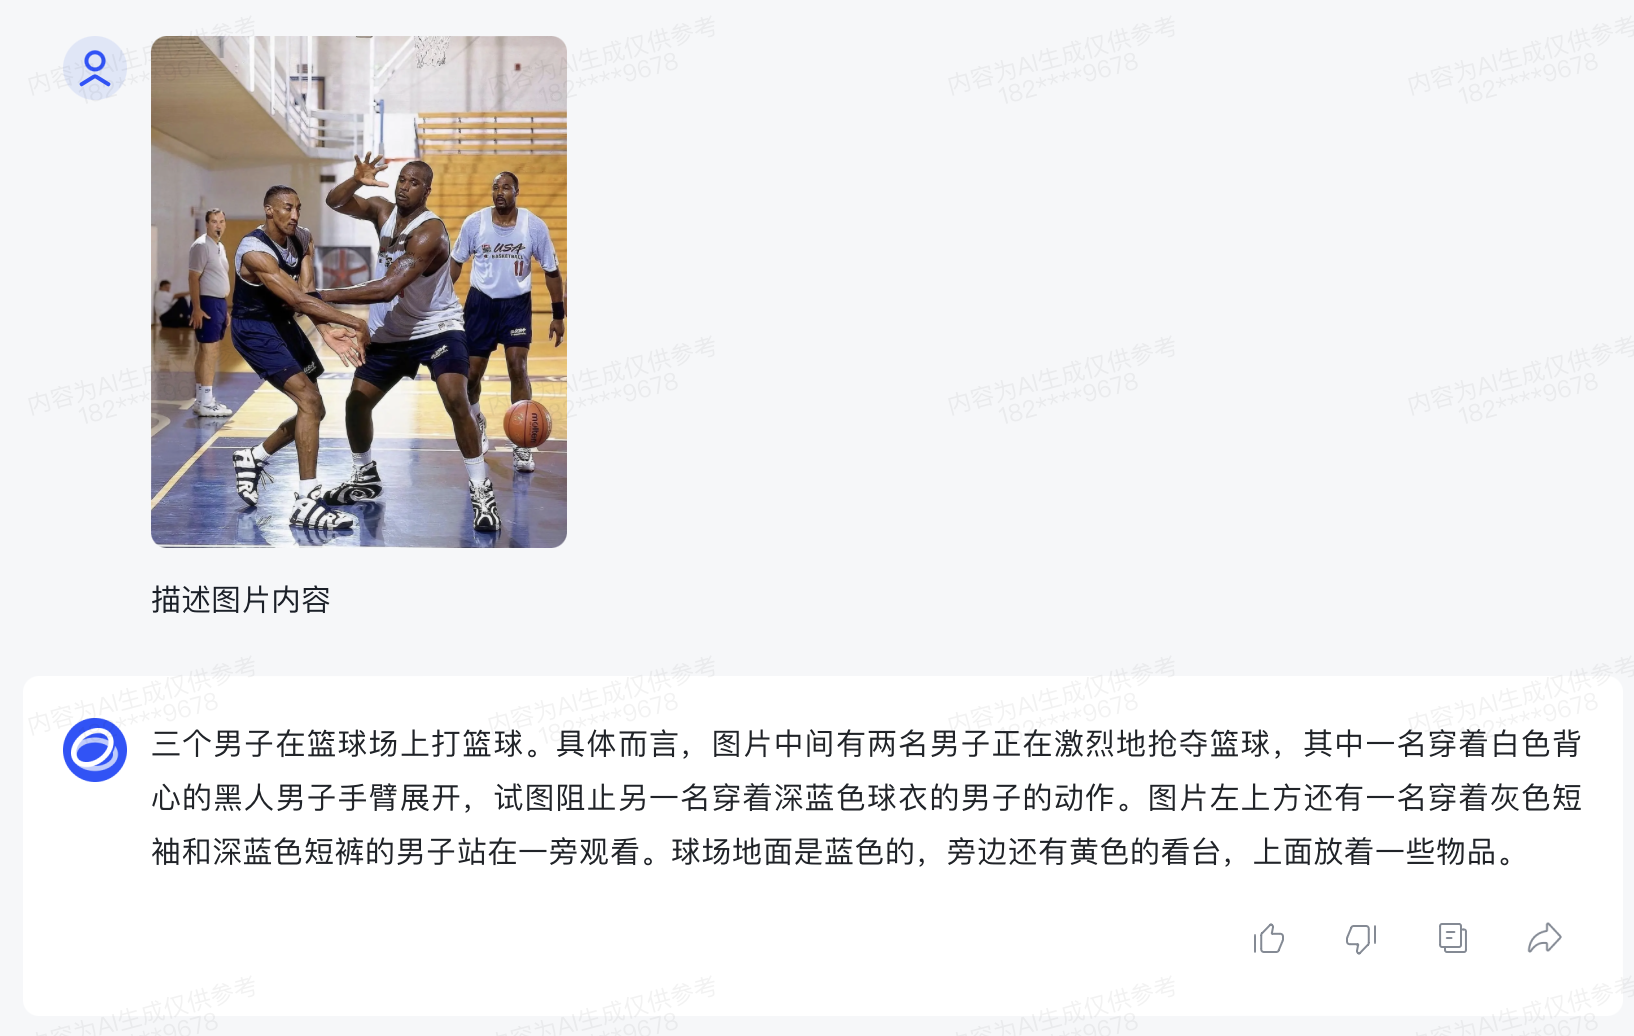 内容为AI生成仅供参考
182****9678
USA
BASKETBALL
11
molten
AIR
AIR
描述图片内容
三个男子在篮球场上打篮球。具体而言，图片中间有两名男子正在激烈地抢夺篮球，其中一名穿着白色背
心的黑人男子手臂展开，试图阻止另一名穿着深蓝色球衣的男子的动作。图片左上方还有一名穿着灰色短
袖和深蓝色短裤的男子站在一旁观看。球场地面是蓝色的，旁边还有黄色的看台，上面放着一些物品。